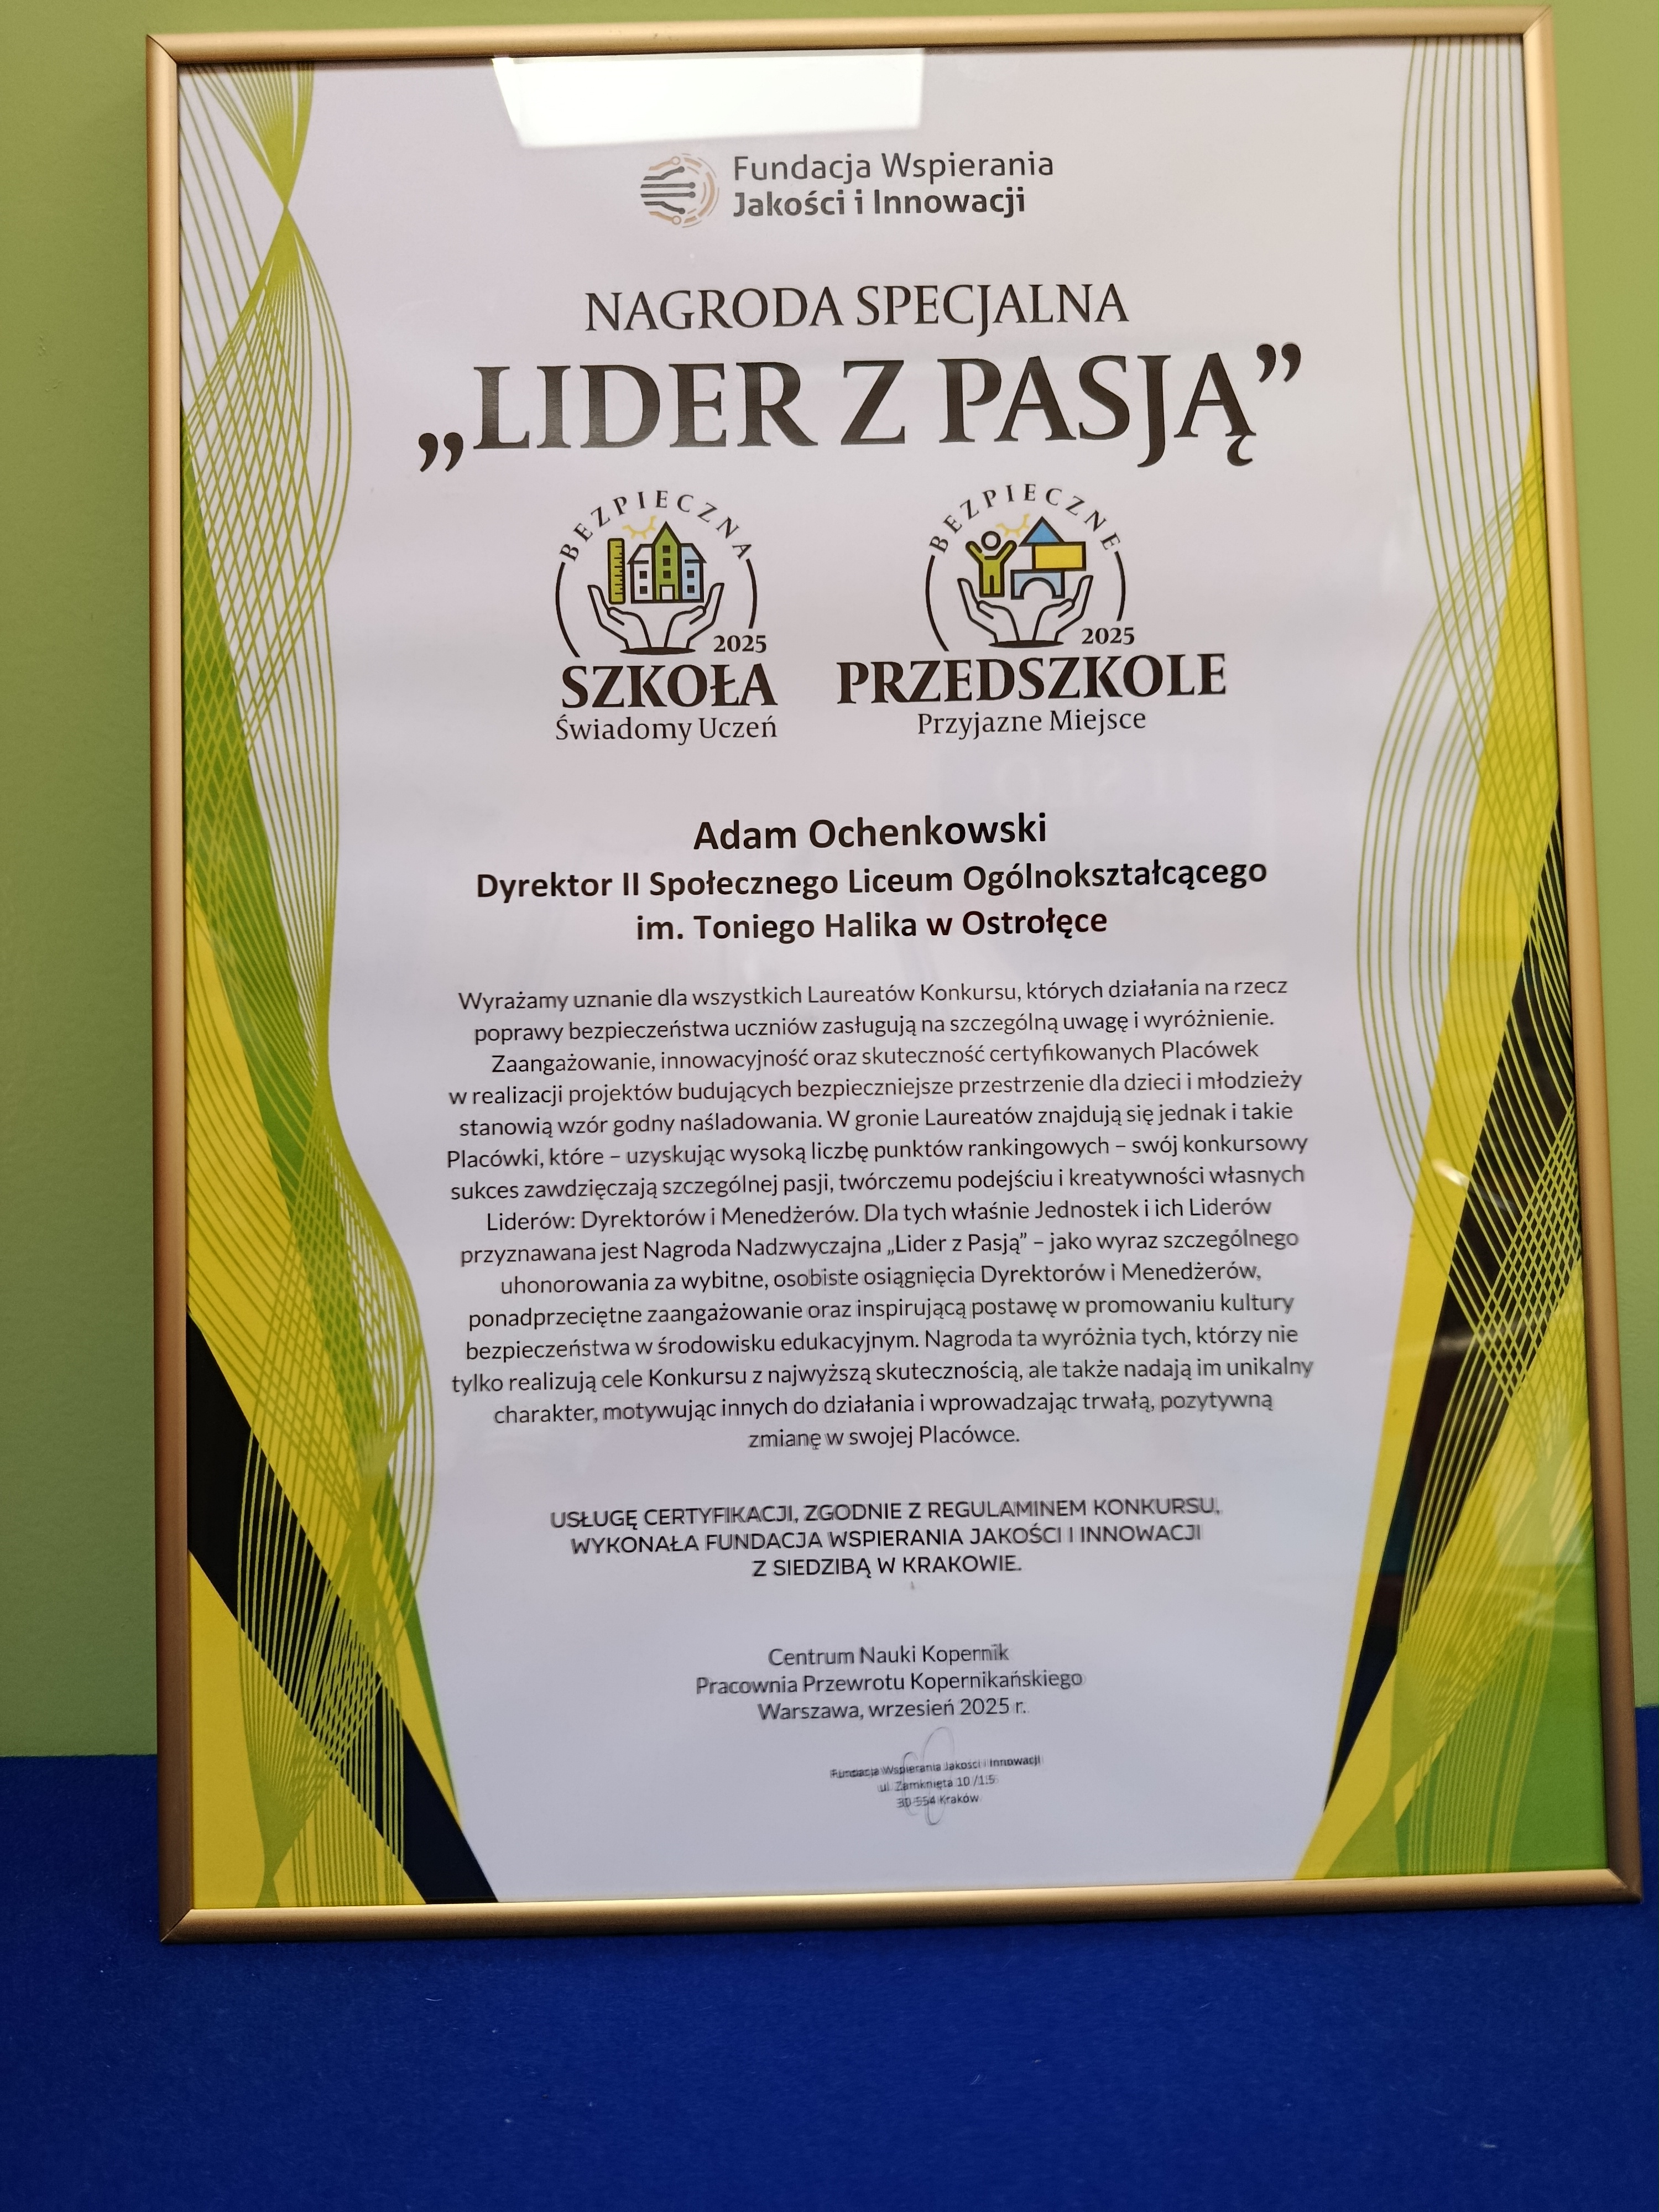 Fundacja Wspierania
Jakości i Innowacji
NAGRODA SPECJALNA
„LIDER Z PASJĄ”
BEZPIECZNA
2025
SZKOŁA
Świadomy Uczeń
BEZPIECZNE
2025
PRZEDSZKOLE
Przyjazne Miejsce
Adam Ochenkowski
Dyrektor II Społecznego Liceum Ogólnokształcącego
im. Toniego Halika w Ostrołęce
Wyrażamy uznanie dla wszystkich Laureatów Konkursu, których działania na rzecz
poprawy bezpieczeństwa uczniów zasługują na szczególną uwagę i wyróżnienie.
Zaangażowanie, innowacyjność oraz skuteczność certyfikowanych Placówek
w realizacji projektów budujących bezpieczniejsze przestrzenie dla dzieci i młodzieży
stanowią wzór godny naśladowania. W gronie Laureatów znajdują się jednak i takie
Placówki, które – uzyskując wysoką liczbę punktów rankingowych – swój konkursowy
sukces zawdzięczają szczególnej pasji, twórczemu podejściu i kreatywności własnych
Liderów: Dyrektorów i Menedżerów. Dla tych właśnie Jednostek i ich Liderów
przyznawana jest Nagroda Nadzwyczajna „Lider z Pasją” – jako wyraz szczególnego
uhonorowania za wybitne, osobiste osiągnięcia Dyrektorów i Menedżerów,
ponadprzeciętne zaangażowanie oraz inspirującą postawę w promowaniu kultury
bezpieczeństwa w środowisku edukacyjnym. Nagroda ta wyróżnia tych, którzy nie
tylko realizują cele Konkursu z najwyższą skutecznością, ale także nadają im unikalny
charakter, motywując innych do działania i wprowadzając trwałą, pozytywną
zmianę w swojej Placówce.
USŁUGĘ CERTYFIKACJI, ZGODNIE Z REGULAMINEM KONKURSU,
WYKONAŁA FUNDACJA WSPIERANIA JAKOŚCI I INNOWACJI
Z SIEDZIBĄ W KRAKOWIE.
Centrum Nauki Kopernik
Pracownia Przewrotu Kopernikańskiego
Warszawa, wrzesień 2025 r.
Fundacja Wspierania Jakości i Innowacji
ul. Zamknięta 10 /1.5
30-554 Kraków